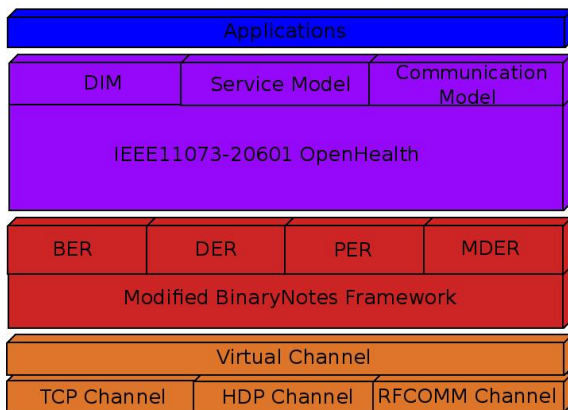 Applications
DIM
Service Model
Communication
Model
IEEE11073-20601 OpenHealth
BER
DER
PER
MDER
Modified BinaryNotes Framework
Virtual Channel
TCP Channel
HDP Channel
RFCOMM Channel